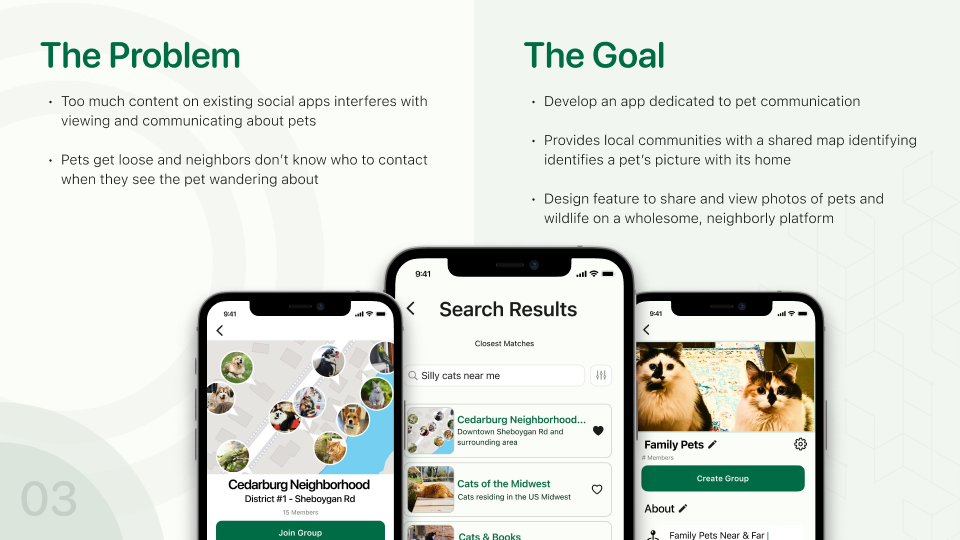 The Problem
• Too much content on existing social apps interferes with
viewing and communicating about pets
• Pets get loose and neighbors don't know who to contact
when they see the pet wandering about
The Goal
• Develop an app dedicated to pet communication
• Provides local communities with a shared map identifying
identifies a pet's picture with its home
• Design feature to share and view photos of pets and
wildlife on a wholesome, neighborly platform
9:41
Cedarburg Neighborhood
District #1 - Sheboygan Rd
15 Members
Join Group
9:41
Search Results
Closest Matches
Silly cats near me
Cedarburg Neighborhood...
Downtown Sheboygan Rd and
surrounding area
Cats of the Midwest
Cats residing in the US Midwest
Cats & Books
9:41
Family Pets
# Members
Create Group
About
Family Pets Near & Far |
03